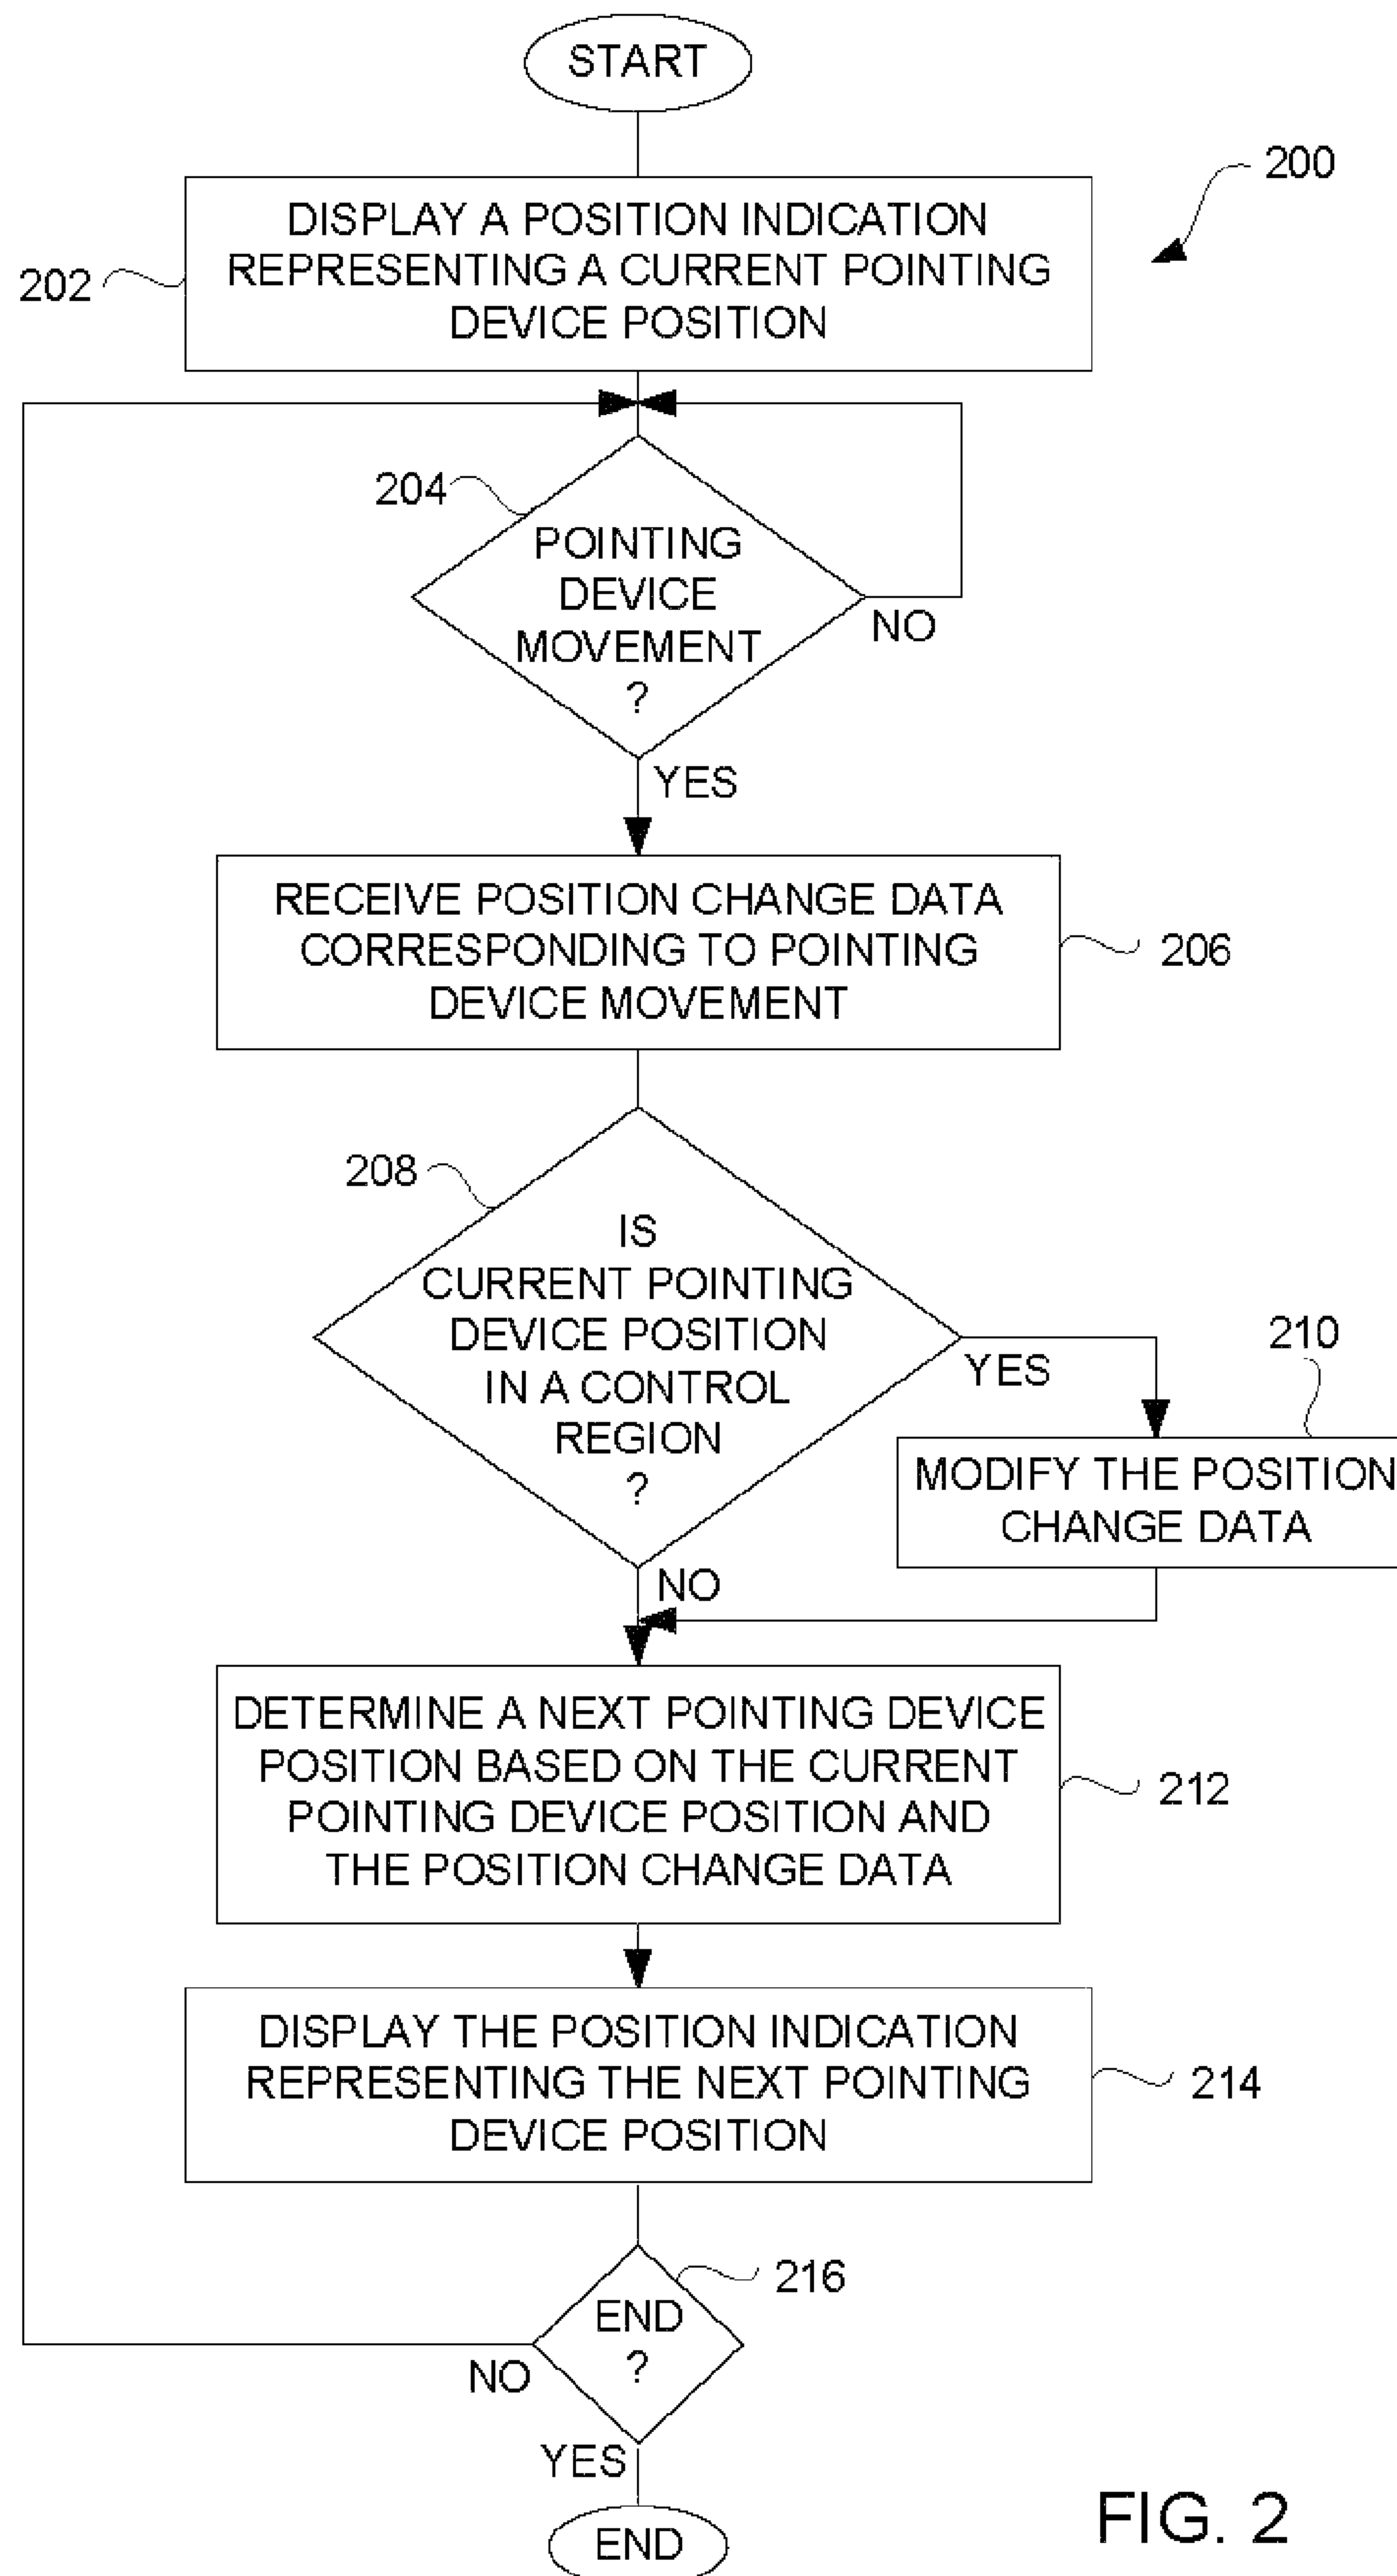 START
200
DISPLAY A POSITION INDICATION
REPRESENTING A CURRENT POINTING
DEVICE POSITION
202
204
POINTING
DEVICE
MOVEMENT
?
NO
YES
RECEIVE POSITION CHANGE DATA
CORRESPONDING TO POINTING
DEVICE MOVEMENT
206
208
IS
CURRENT POINTING
DEVICE POSITION
IN A CONTROL
REGION
?
YES
210
MODIFY THE POSITION
CHANGE DATA
NO
DETERMINE A NEXT POINTING DEVICE
POSITION BASED ON THE CURRENT
POINTING DEVICE POSITION AND
THE POSITION CHANGE DATA
212
DISPLAY THE POSITION INDICATION
REPRESENTING THE NEXT POINTING
DEVICE POSITION
214
216
END
?
NO
YES
END
FIG. 2